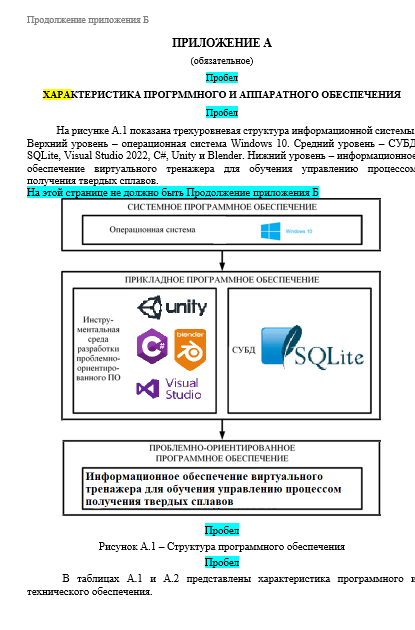 Продолжение приложения Б
ПРИЛОЖЕНИЕ А
(обязательное)
Пробел
ХАРАКТЕРИСТИКА ПРОГРММНОГО И АППАРАТНОГО ОБЕСПЕЧЕНИЯ
Пробел
На рисунке А.1 показана трехуровневая структура информационной системы.
Верхний уровень – операционная система Windows 10. Средний уровень – СУБД
SQLite, Visual Studio 2022, C#, Unity и Blender. Нижний уровень – информационное
обеспечение виртуального тренажера для обучения управлению процессом
получения твердых сплавов.
На этой странице не должно быть Продолжение приложения Б
СИСТЕМНОЕ ПРОГРАММНОЕ ОБЕСПЕЧЕНИЕ
Операционная система
Windows 10
ПРИКЛАДНОЕ ПРОГРАММНОЕ ОБЕСПЕЧЕНИЕ
Инстру-
ментальная
среда
разработки
проблемно-
ориентиро-
ванного ПО
unity
C#
blender
Visual
Studio
СУБД
SQLite
ПРОБЛЕМНО-ОРИЕНТИРОВАННОЕ
ПРОГРАММНОЕ ОБЕСПЕЧЕНИЕ
Информационное обеспечение виртуального
тренажера для обучения управлению процессом
получения твердых сплавов
Пробел
Рисунок А.1 – Структура программного обеспечения
Пробел
В таблицах А.1 и А.2 представлены характеристика программного и
технического обеспечения.